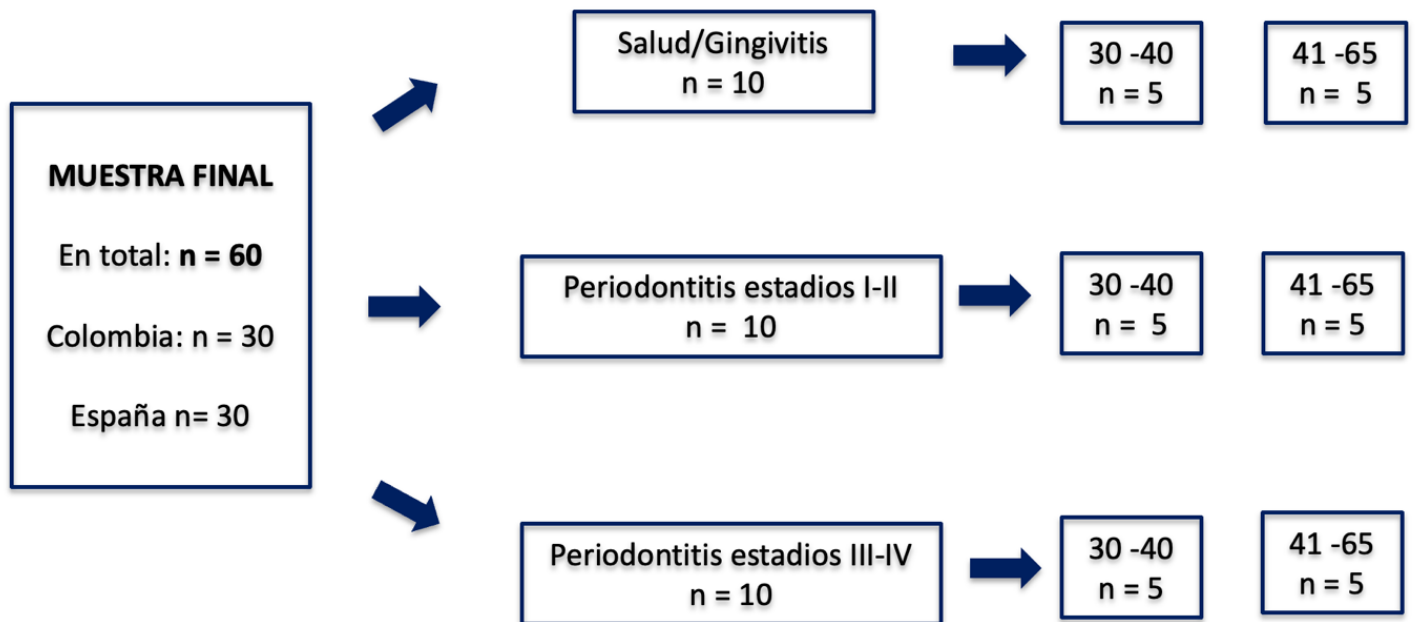 MUESTRA FINAL
En total: n = 60
Colombia: n = 30
España n= 30
Salud/Gingivitis
n = 10
30 -40
n = 5
41 -65
n =  5
Periodontitis estadios I-II
n =  10
30 -40
n =  5
41 -65
n = 5
Periodontitis estadios III-IV
n = 10
30 -40
n = 5
41 -65
n = 5